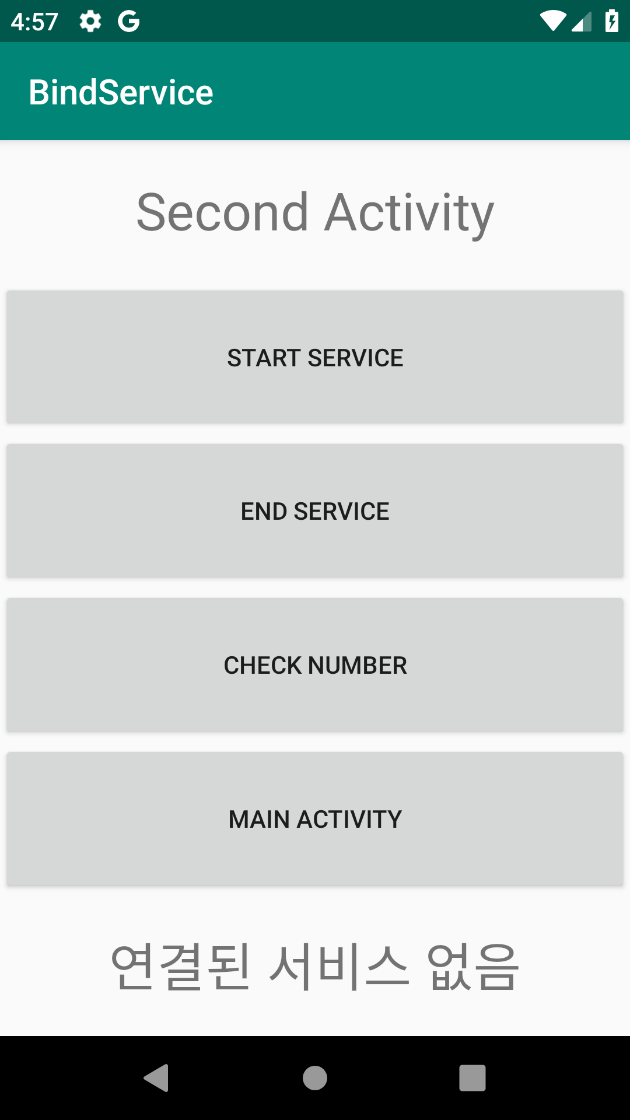 4:57
BindService
Second Activity
START SERVICE
END SERVICE
CHECK NUMBER
MAIN ACTIVITY
연결된 서비스 없음